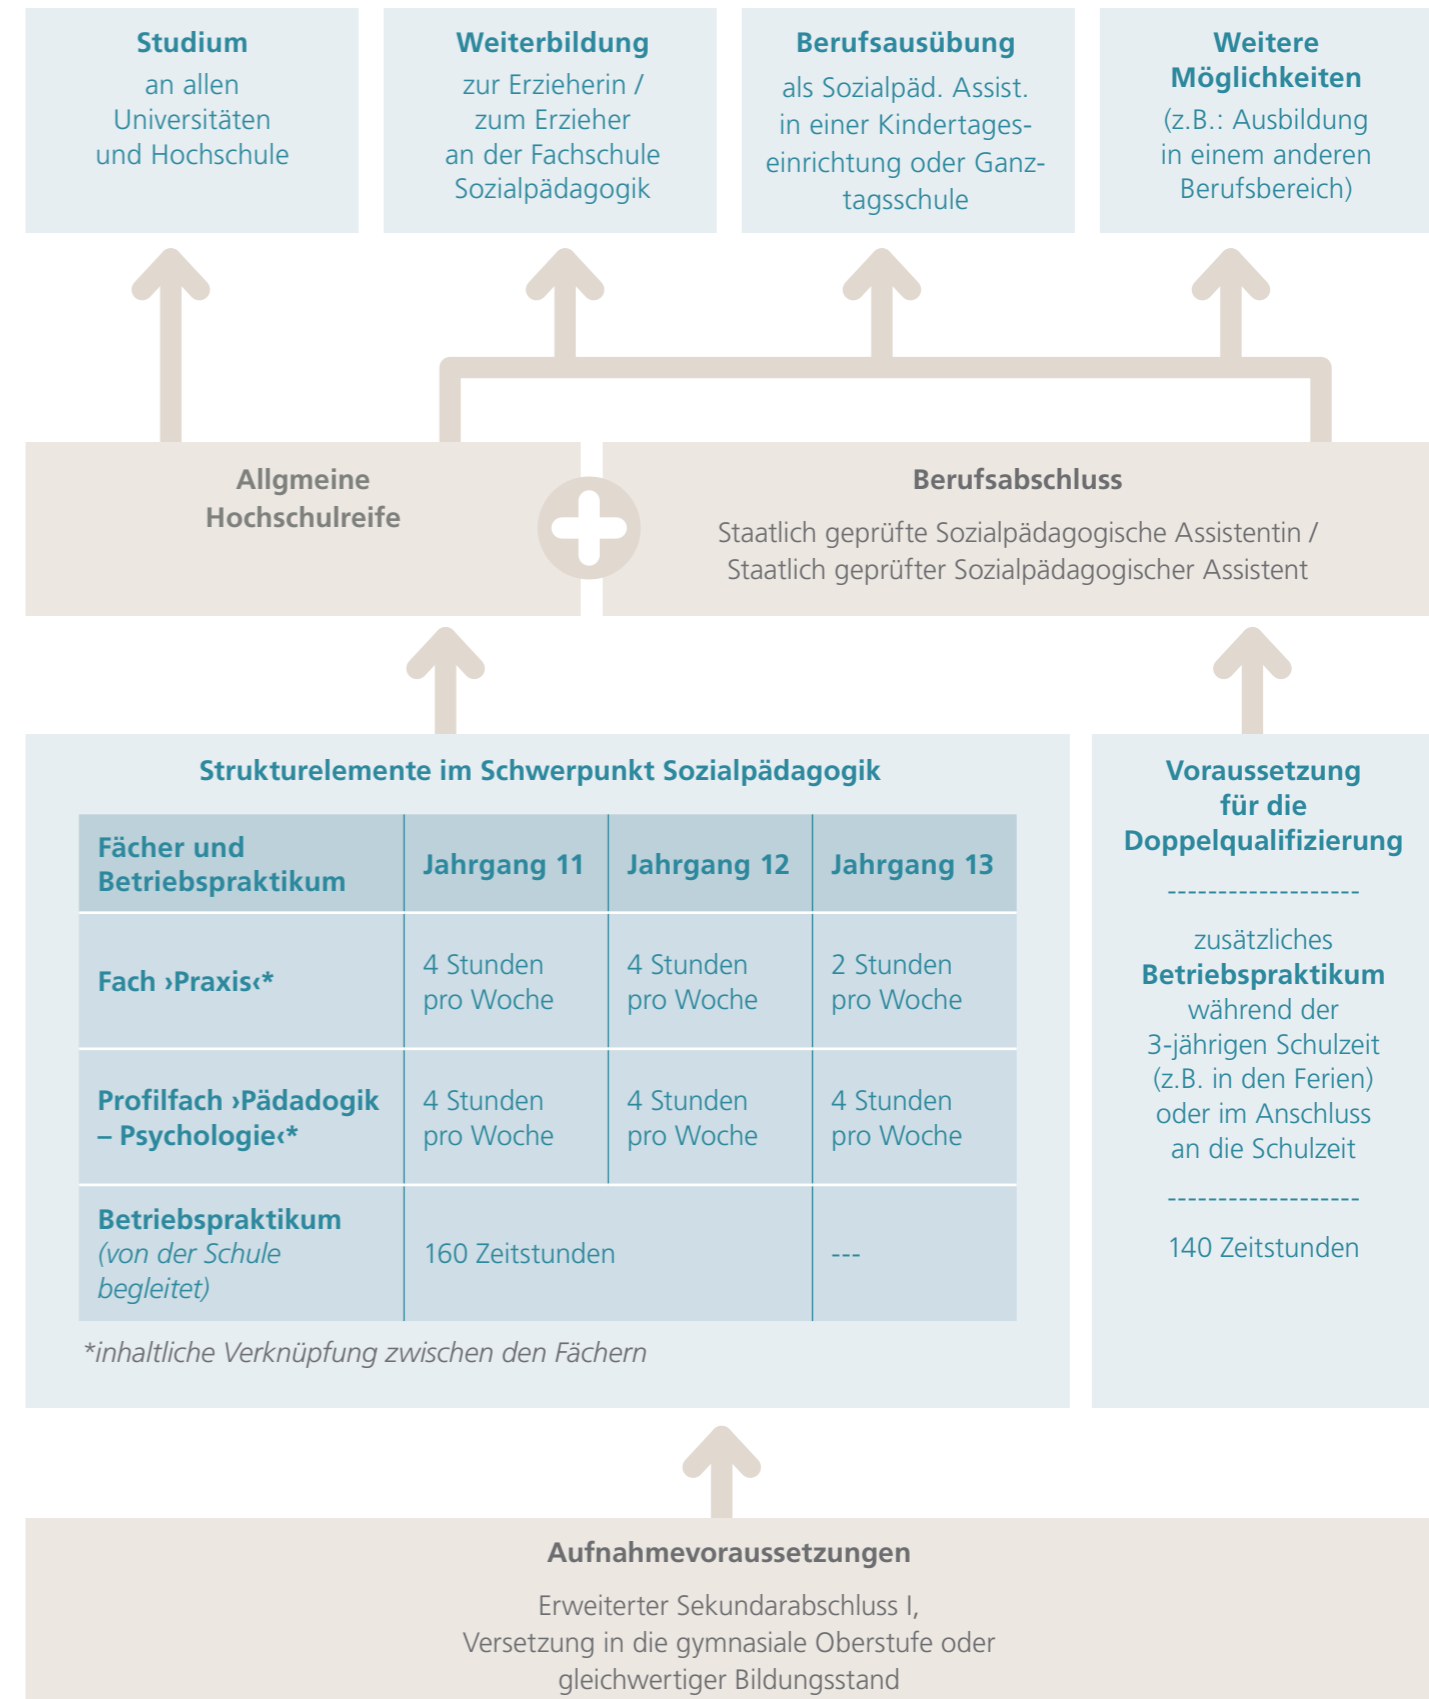 Studium
an allen
Universitäten
und Hochschule
Weiterbildung
zur Erzieherin /
zum Erzieher
an der Fachschule
Sozialpädagogik
Berufsausübung
als Sozialpäd. Assist.
in einer Kindertages-
einrichtung oder Ganz-
tagsschule
Weitere
Möglichkeiten
(z.B.: Ausbildung
in einem anderen
Berufsbereich)
Allgmeine
Hochschulreife
Berufsabschluss
Staatlich geprüfte Sozialpädagogische Assistentin /
Staatlich geprüfter Sozialpädagogischer Assistent
Strukturelemente im Schwerpunkt Sozialpädagogik
Fächer und
Betriebspraktikum
Jahrgang 11
Jahrgang 12
Jahrgang 13
Fach ›Praxis‹*
4 Stunden
pro Woche
4 Stunden
pro Woche
2 Stunden
pro Woche
Profilfach ›Pädadogik
– Psychologie‹*
4 Stunden
pro Woche
4 Stunden
pro Woche
4 Stunden
pro Woche
Betriebspraktikum
(von der Schule
begleitet)
160 Zeitstunden
---
*inhaltliche Verknüpfung zwischen den Fächern
Voraussetzung
für die
Doppelqualifizierung
-------------------
zusätzliches
Betriebspraktikum
während der
3-jährigen Schulzeit
(z.B. in den Ferien)
oder im Anschluss
an die Schulzeit
-------------------
140 Zeitstunden
Aufnahmevoraussetzungen
Erweiterter Sekundarabschluss I,
Versetzung in die gymnasiale Oberstufe oder
gleichwertiger Bildungsstand